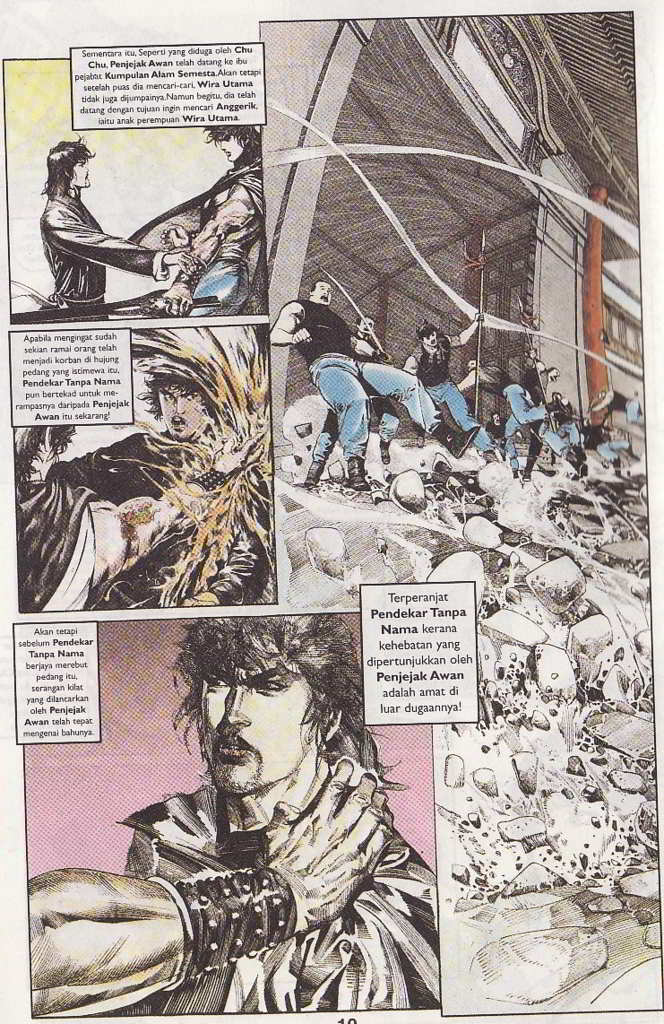 Sementara itu, Seperti yang diduga oleh Chu
Chu, Penjejak Awan telah datang ke ibu
pejabat Kumpulan Alam Semesta.Akan tetapi
setelah puas dia mencari-cari, Wira Utama
tidak juga dijumpainya.Namun begitu, dia telah
datang dengan tujuan ingin mencari Anggerik,
iaitu anak perempuan Wira Utama.
Apabila mengingat sudah
sekian ramai orang telah
menjadi korban di hujung
pedang yang istimewa itu,
Pendekar Tanpa Nama
pun bertekad untuk me-
rampasnya daripada Penjejak
Awan itu sekarang!
Akan tetapi
sebelum Pendekar
Tanpa Nama
berjaya merebut
pedang itu,
serangan kilat
yang dilancarkan
oleh Penjejak
Awan telah tepat
mengenai bahunya.
Terperanjat
Pendekar Tanpa
Nama kerana
kehebatan yang
dipertunjukkan oleh
Penjejak Awan
adalah amat di
luar dugaannya!
10